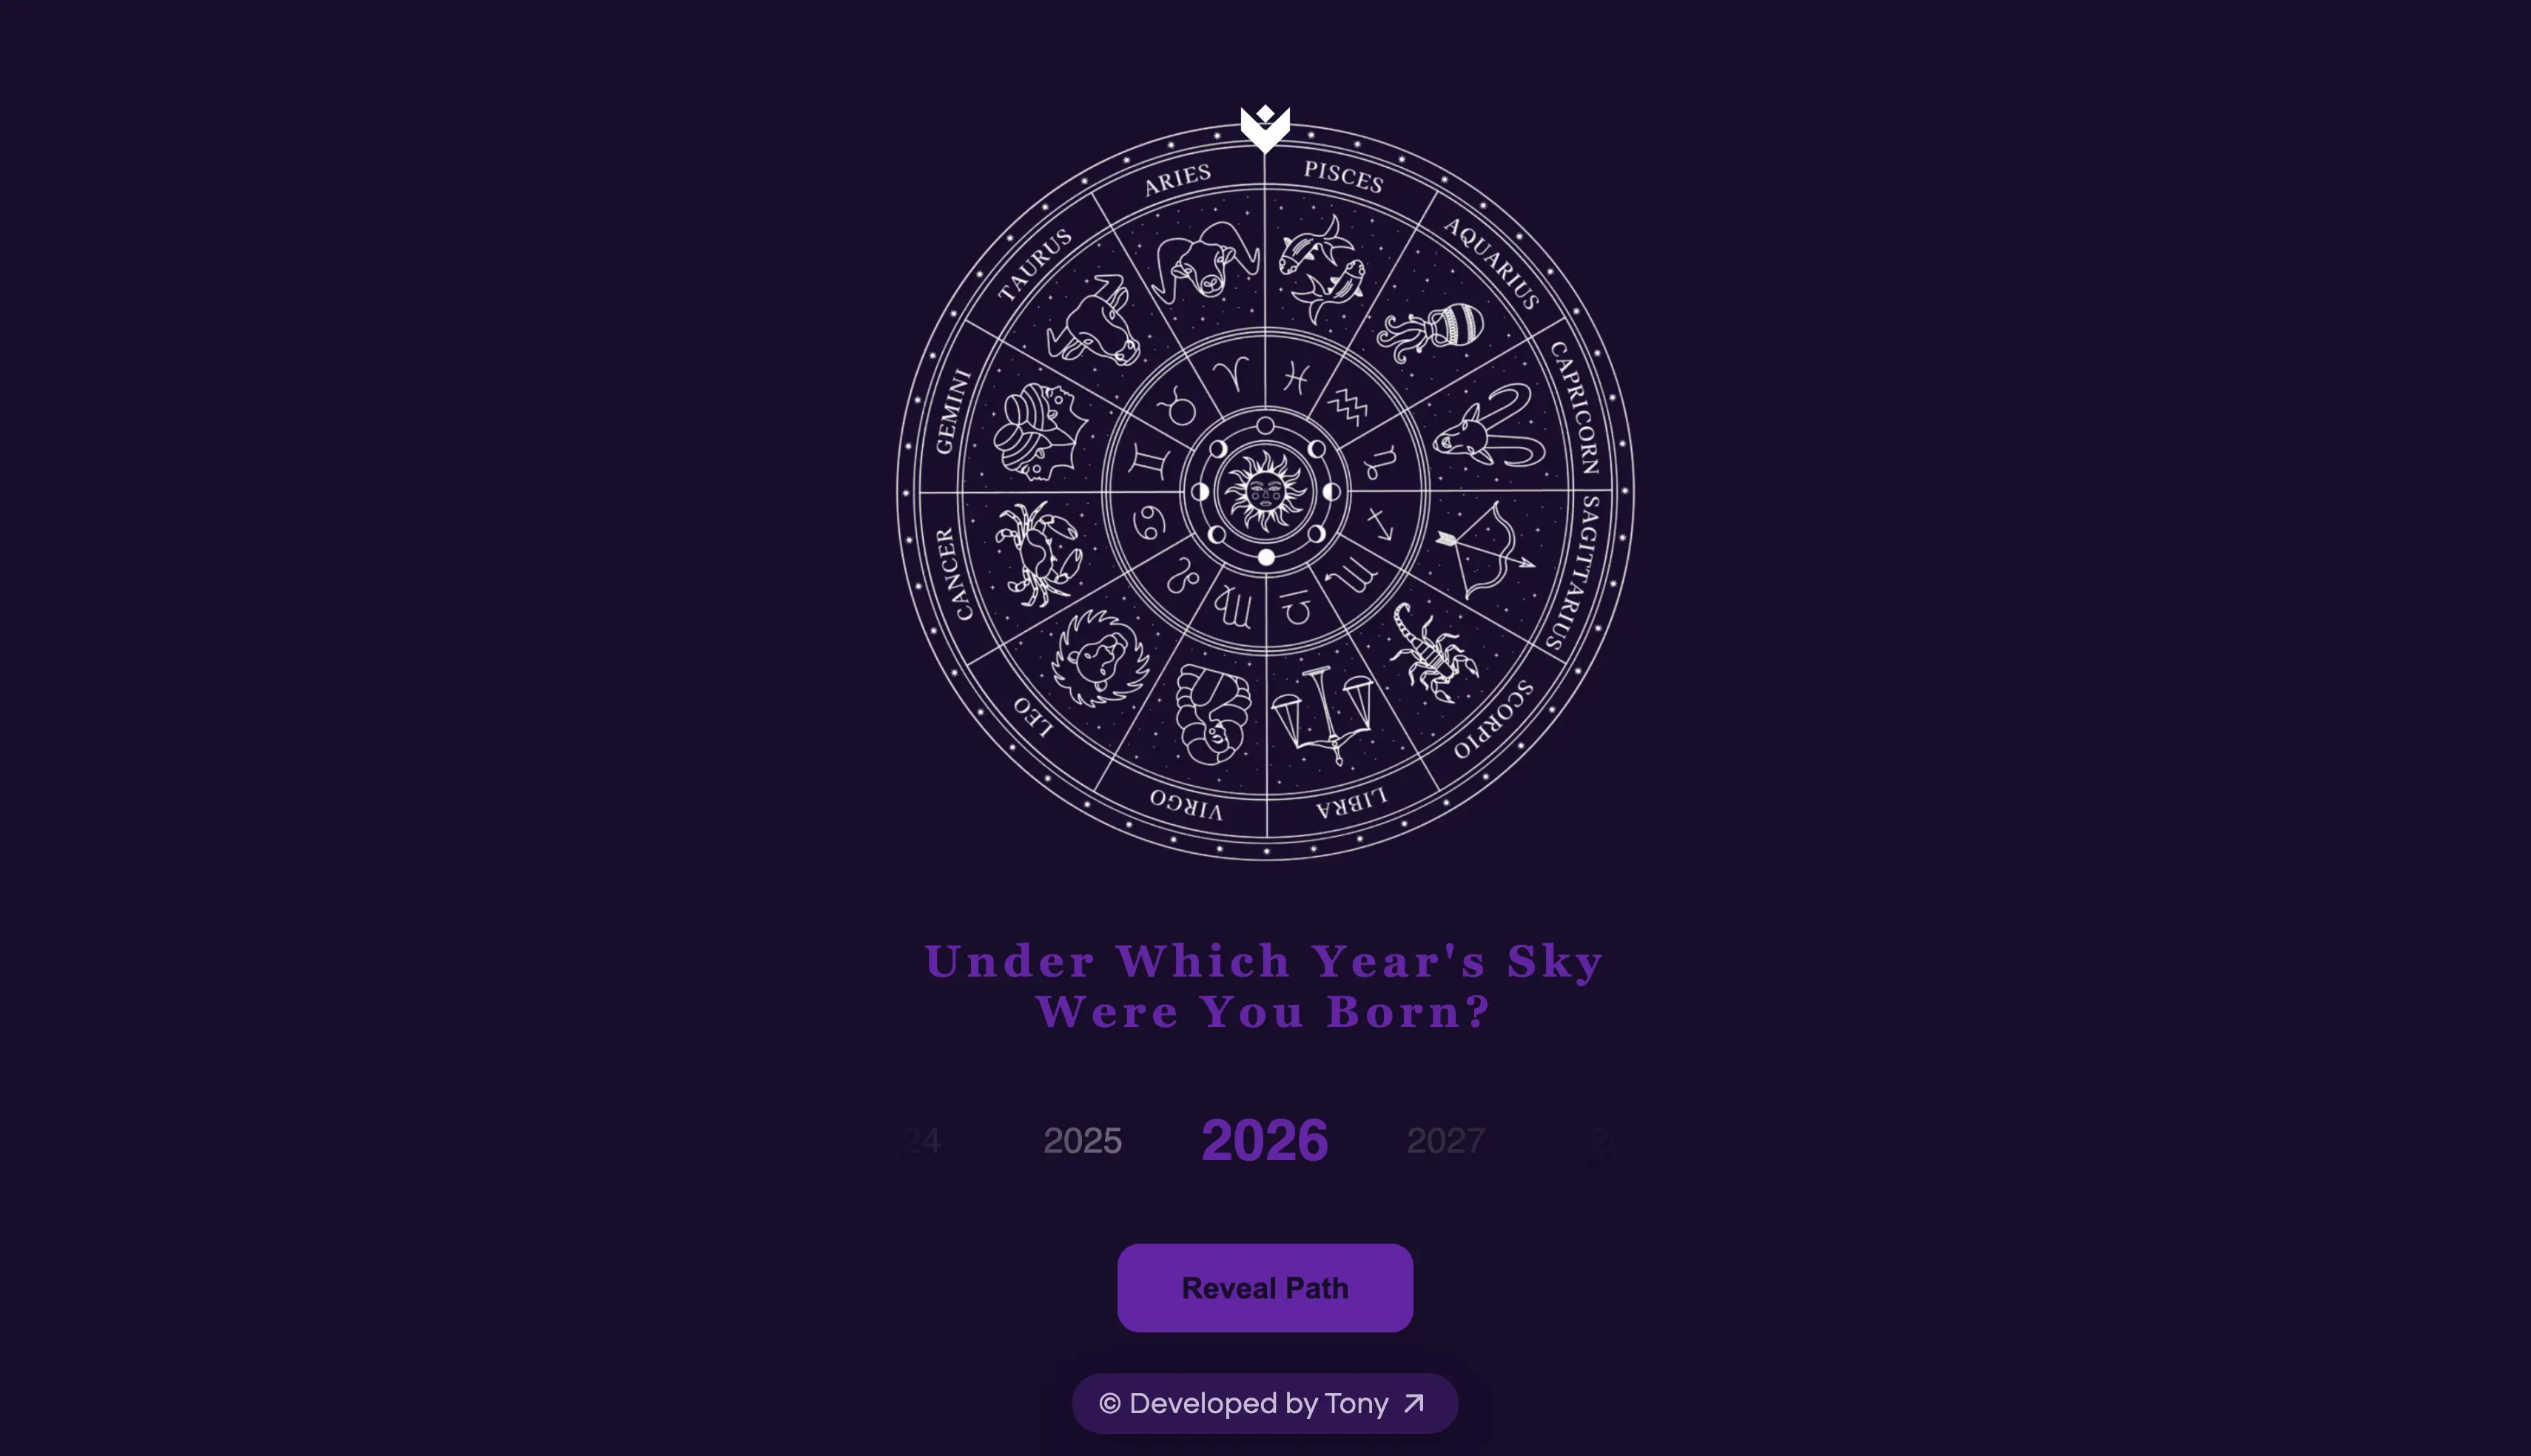 ARIES
PISCES
TAURUS
AQUARIUS
GEMINI
CAPRICORN
CANCER
SAGITTARIUS
LEO
SCORPIO
VIRGO
LIBRA
Under Which Year's Sky
Were You Born?
24 2025 2026 2027
Reveal Path
© Developed by Tony